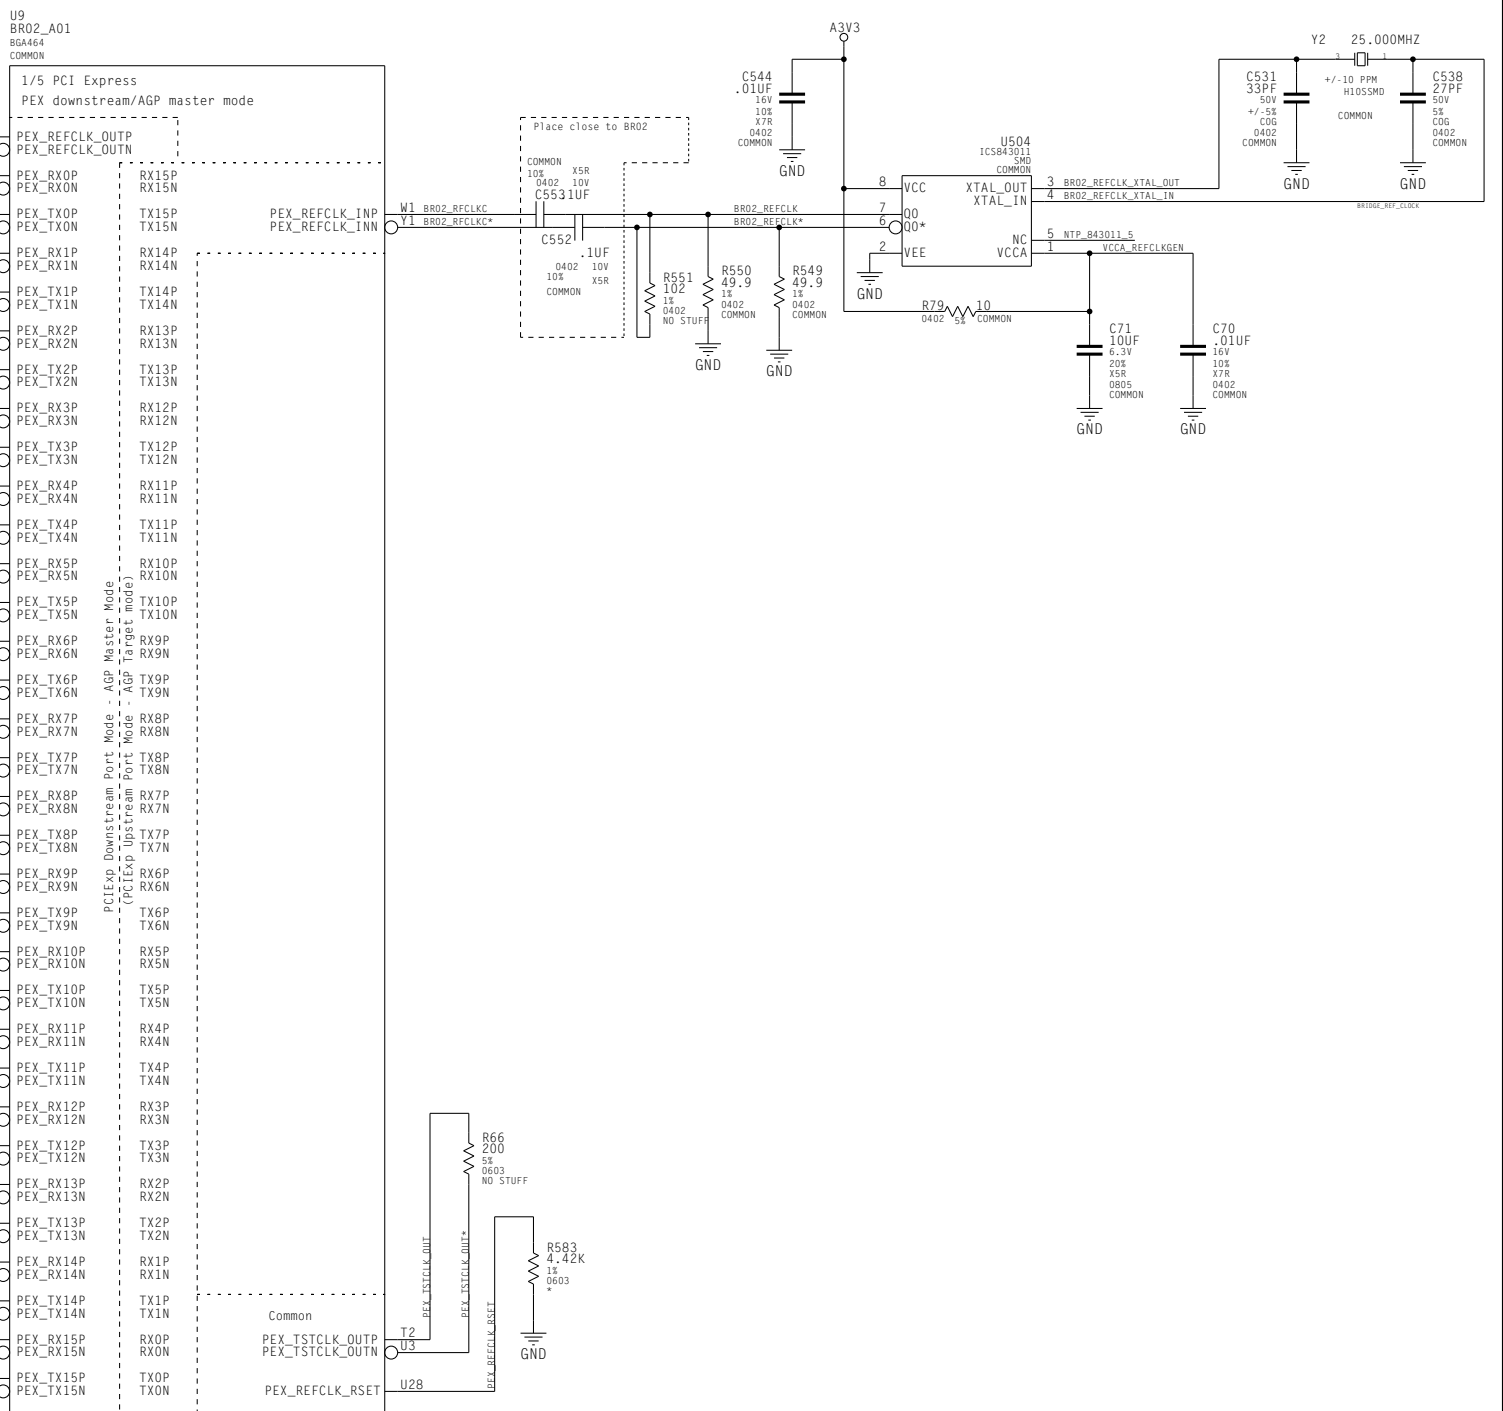 U9
BR02_A01
BGA464
COMMON
1/5 PCI Express
PEX downstream/AGP master mode
PEX_REFCLK_OUTP
PEX_REFCLK_OUTN
PEX_RX0P RX15P
PEX_RX0N RX15N
PEX_TX0P TX15P
PEX_TX0N TX15N
PEX_RX1P RX14P
PEX_RX1N RX14N
PEX_TX1P TX14P
PEX_TX1N TX14N
PEX_RX2P RX13P
PEX_RX2N RX13N
PEX_TX2P TX13P
PEX_TX2N TX13N
PEX_RX3P RX12P
PEX_RX3N RX12N
PEX_TX3P TX12P
PEX_TX3N TX12N
PEX_RX4P RX11P
PEX_RX4N RX11N
PEX_TX4P TX11P
PEX_TX4N TX11N
PEX_RX5P RX10P
PEX_RX5N RX10N
PEX_TX5P TX10P
PEX_TX5N TX10N
PEX_RX6P RX9P
PEX_RX6N RX9N
PEX_TX6P TX9P
PEX_TX6N TX9N
PEX_RX7P RX8P
PEX_RX7N RX8N
PEX_TX7P TX8P
PEX_TX7N TX8N
PEX_RX8P RX7P
PEX_RX8N RX7N
PEX_TX8P TX7P
PEX_TX8N TX7N
PEX_RX9P RX6P
PEX_RX9N RX6N
PEX_TX9P TX6P
PEX_TX9N TX6N
PEX_RX10P RX5P
PEX_RX10N RX5N
PEX_TX10P TX5P
PEX_TX10N TX5N
PEX_RX11P RX4P
PEX_RX11N RX4N
PEX_TX11P TX4P
PEX_TX11N TX4N
PEX_RX12P RX3P
PEX_RX12N RX3N
PEX_TX12P TX3P
PEX_TX12N TX3N
PEX_RX13P RX2P
PEX_RX13N RX2N
PEX_TX13P TX2P
PEX_TX13N TX2N
PEX_RX14P RX1P
PEX_RX14N RX1N
PEX_TX14P TX1P
PEX_TX14N TX1N
PEX_RX15P RX0P
PEX_RX15N RX0N
PEX_TX15P TX0P
PEX_TX15N TX0N
PCIExp Downstream Port Mode - AGP Master Mode
(PCIExp Upstream Port Mode - AGP Target mode)
PEX_REFCLK_INP W1 BR02_RFCLKC
PEX_REFCLK_INN Y1 BR02_RFCLKC*
Common
PEX_TSTCLK_OUTP T2
PEX_TSTCLK_OUTN U3
PEX_REFCLK_RSET U28
PEX_TSTCLK_OUT
PEX_TSTCLK_OUT*
PEX_REFCLK_RSET
R66
200
5%
0603
NO STUFF
R583
4.42K
1%
0603
*
GND
Place close to BR02
COMMON
10% X5R
0402 10V
C553 1UF
C552
.1UF
0402 10V
10% X5R
COMMON
R551
102
1%
0402
NO STUFF
R550
49.9
1%
0402
COMMON
GND
R549
49.9
1%
0402
COMMON
GND
BR02_REFCLK
BR02_REFCLK*
A3V3
C544
.01UF
16V
10%
X7R
0402
COMMON
GND
U504
ICS843011
SMD
COMMON
8 VCC XTAL_OUT 3 BR02_REFCLK_XTAL_OUT
XTAL_IN 4 BR02_REFCLK_XTAL_IN
7 Q0
6 Q0*
NC 5 NTP_843011_5
2 VEE VCCA 1 VCCA_REFCLKGEN
GND
BRIDGE_REF_CLOCK
R79 10
0402 5% COMMON
C71
10UF
6.3V
20%
X5R
0805
COMMON
GND
C70
.01UF
16V
10%
X7R
0402
COMMON
GND
Y2 25.000MHZ
3 1
+/-10 PPM
H10SSMD
COMMON
C531
33PF
50V
+/-5%
COG
0402
COMMON
GND
C538
27PF
50V
5%
COG
0402
COMMON
GND